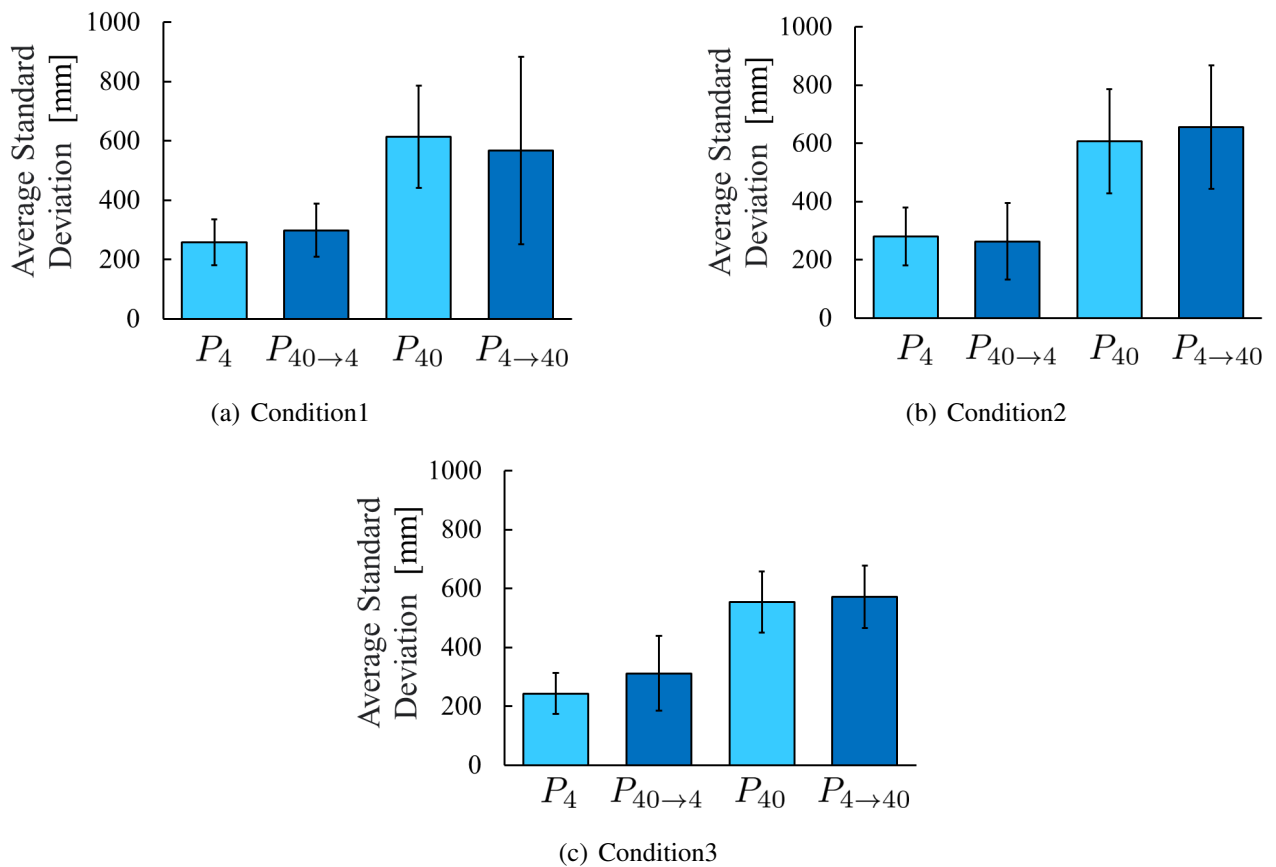 1000
800
600
400
200
0
Average Standard
Deviation [mm]
P₄ P₄₀→₄ P₄₀ P₄→₄₀
(a) Condition1
1000
800
600
400
200
0
Average Standard
Deviation [mm]
P₄ P₄₀→₄ P₄₀ P₄→₄₀
(b) Condition2
1000
800
600
400
200
0
Average Standard
Deviation [mm]
P₄ P₄₀→₄ P₄₀ P₄→₄₀
(c) Condition3